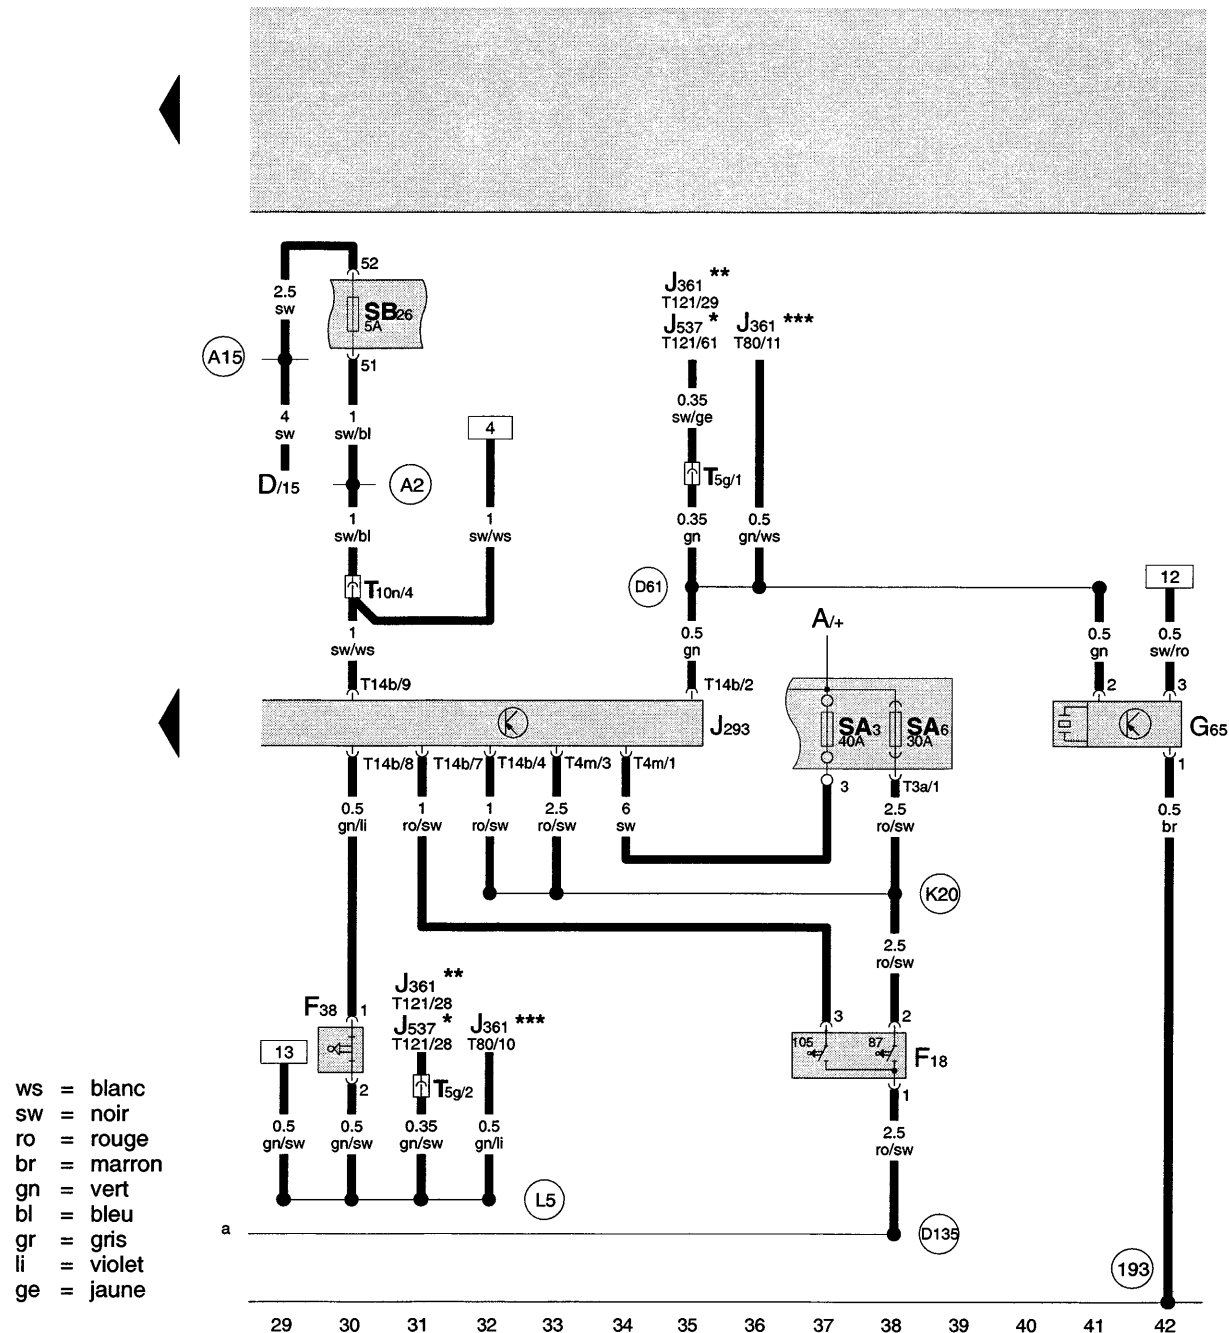 52
2.5
sw
SB26
5A
J361 **
T121/29
J537 *
T121/61
J361 ***
T80/11
A15
51
4
sw
1
sw/bl
4
0.35
sw/ge
D/15
A2
T5g/1
1
sw/bl
1
sw/ws
0.35
gn
0.5
gn/ws
T10n/4
D61
12
A/+
1
sw/ws
0.5
gn
0.5
gn
0.5
sw/ro
T14b/9
T14b/2
2
3
J293
SA3
40A
SA6
30A
G65
T14b/8
T14b/7
T14b/4
T4m/3
T4m/1
3
T3a/1
1
0.5
gn/li
1
ro/sw
1
ro/sw
2.5
ro/sw
6
sw
2.5
ro/sw
0.5
br
K20
2.5
ro/sw
J361 **
T121/28
F38
1
J537 *
T121/28
J361 ***
T80/10
3
2
13
105
87
F18
2
T5g/2
1
0.5
gn/sw
0.5
gn/sw
0.35
gn/sw
0.5
gn/li
2.5
ro/sw
L5
a
D135
193
ws = blanc
sw = noir
ro = rouge
br = marron
gn = vert
bl = bleu
gr = gris
li = violet
ge = jaune
29 30 31 32 33 34 35 36 37 38 39 40 41 42